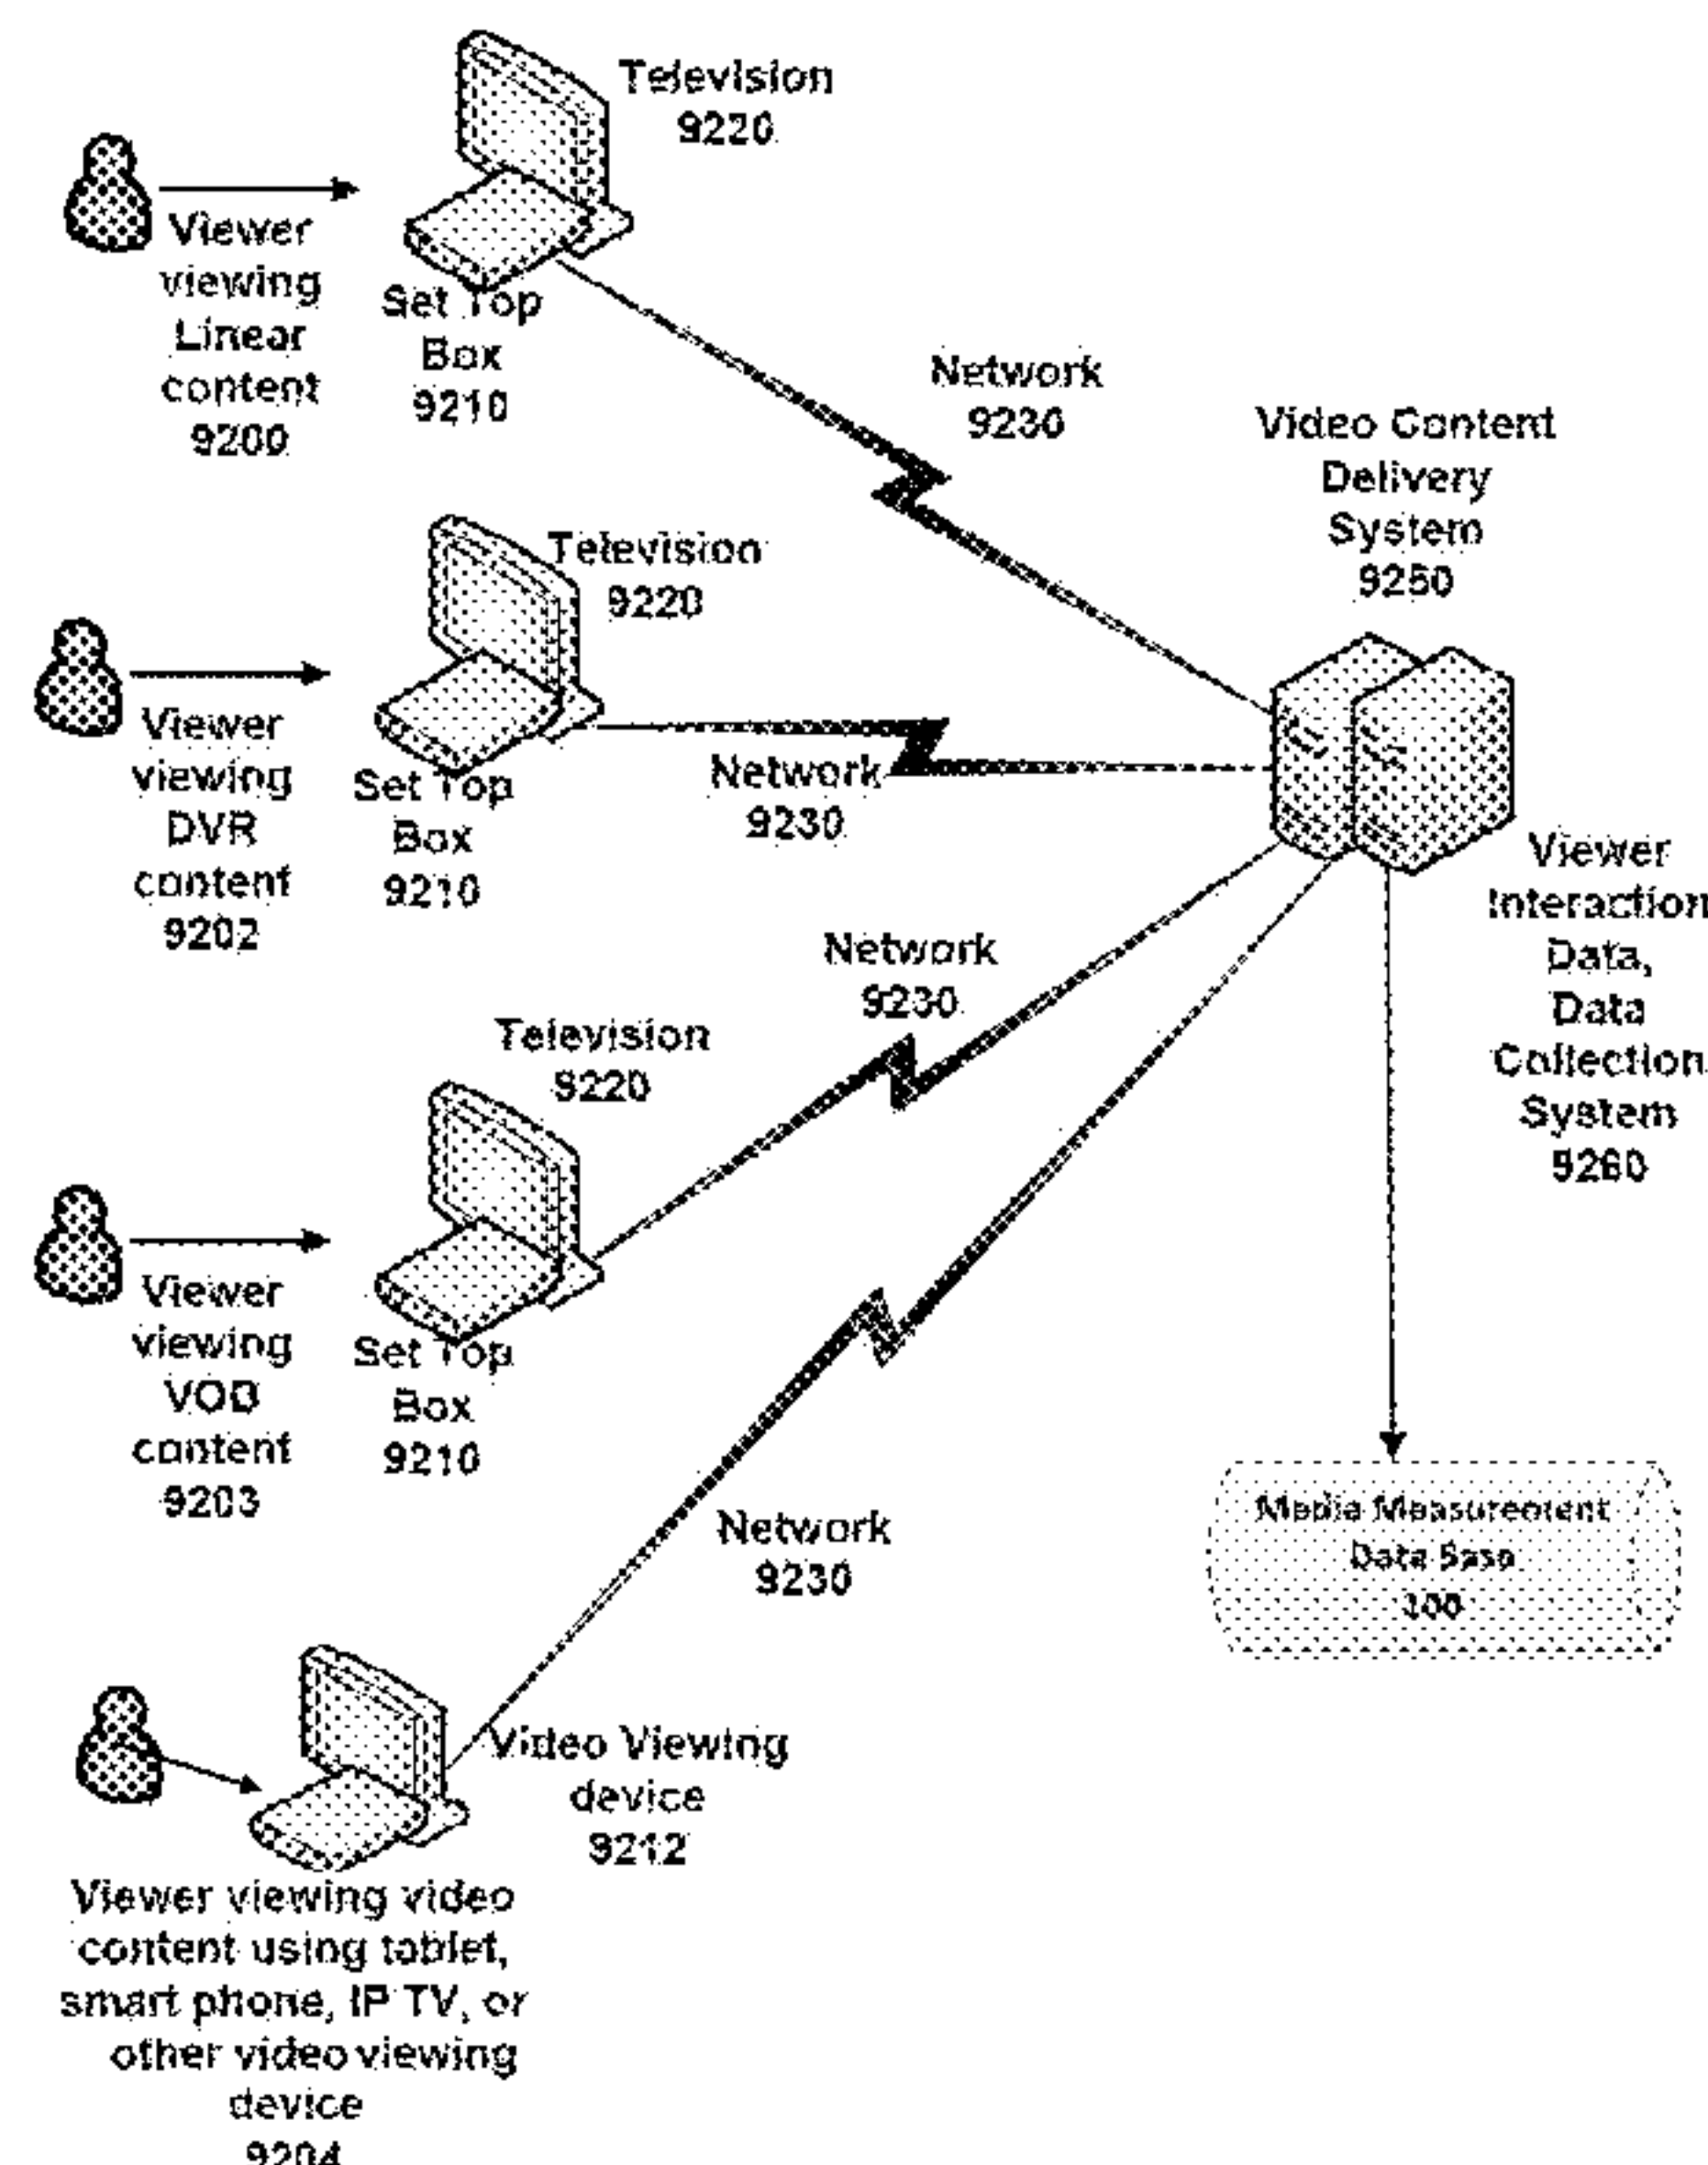 Television
9220
Viewer
viewing
Linear
content
9200
Set Top
Box
9210
Network
9230
Video Content
Delivery
System
9250
Television
9220
Viewer
viewing
DVR
content
9202
Set Top
Box
9210
Network
9230
Viewer
Interaction
Data,
Data
Collection
System
9260
Network
9230
Television
9220
Viewer
viewing
VOD
content
9203
Set Top
Box
9210
Media Measurement
Data Base
100
Network
9230
Video Viewing
device
9212
Viewer viewing video
content using tablet,
smart phone, IP TV, or
other video viewing
device
9204